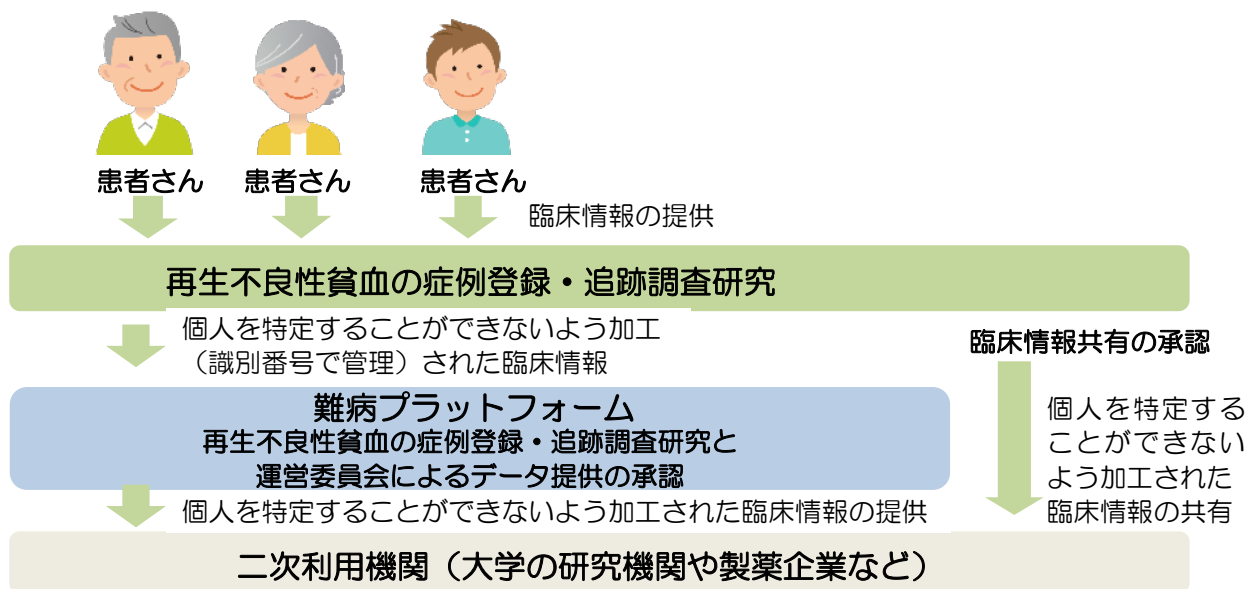 患者さん
患者さん
患者さん
臨床情報の提供
再生不良性貧血の症例登録・追跡調査研究
個人を特定することができないよう加工
（識別番号で管理）された臨床情報
臨床情報共有の承認
難病プラットフォーム
再生不良性貧血の症例登録・追跡調査研究と
運営委員会によるデータ提供の承認
個人を特定する
ことができない
よう加工された
臨床情報の共有
個人を特定することができないよう加工された臨床情報の提供
二次利用機関（大学の研究機関や製薬企業など）